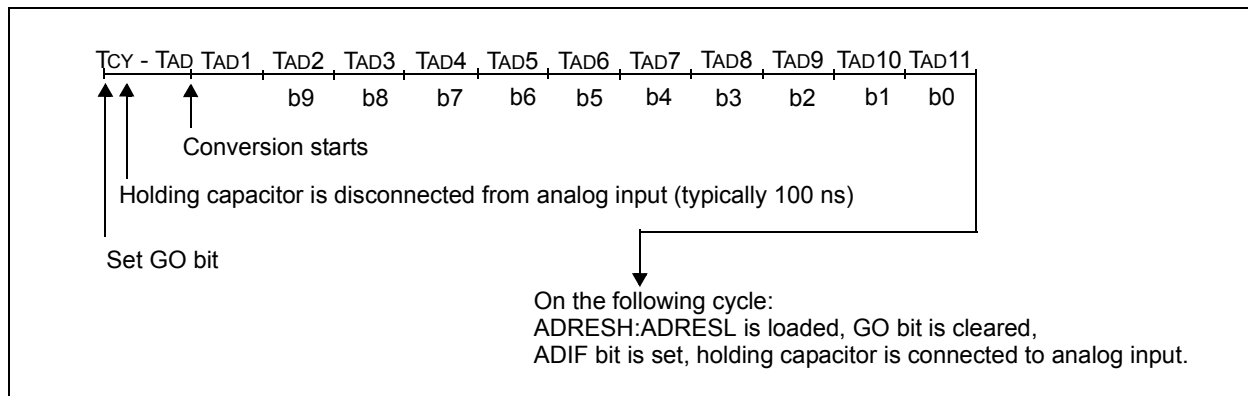 TCY - TAD TAD1 TAD2 TAD3 TAD4 TAD5 TAD6 TAD7 TAD8 TAD9 TAD10 TAD11
b9 b8 b7 b6 b5 b4 b3 b2 b1 b0
Conversion starts
Holding capacitor is disconnected from analog input (typically 100 ns)
Set GO bit
On the following cycle:
ADRESH:ADRESL is loaded, GO bit is cleared,
ADIF bit is set, holding capacitor is connected to analog input.